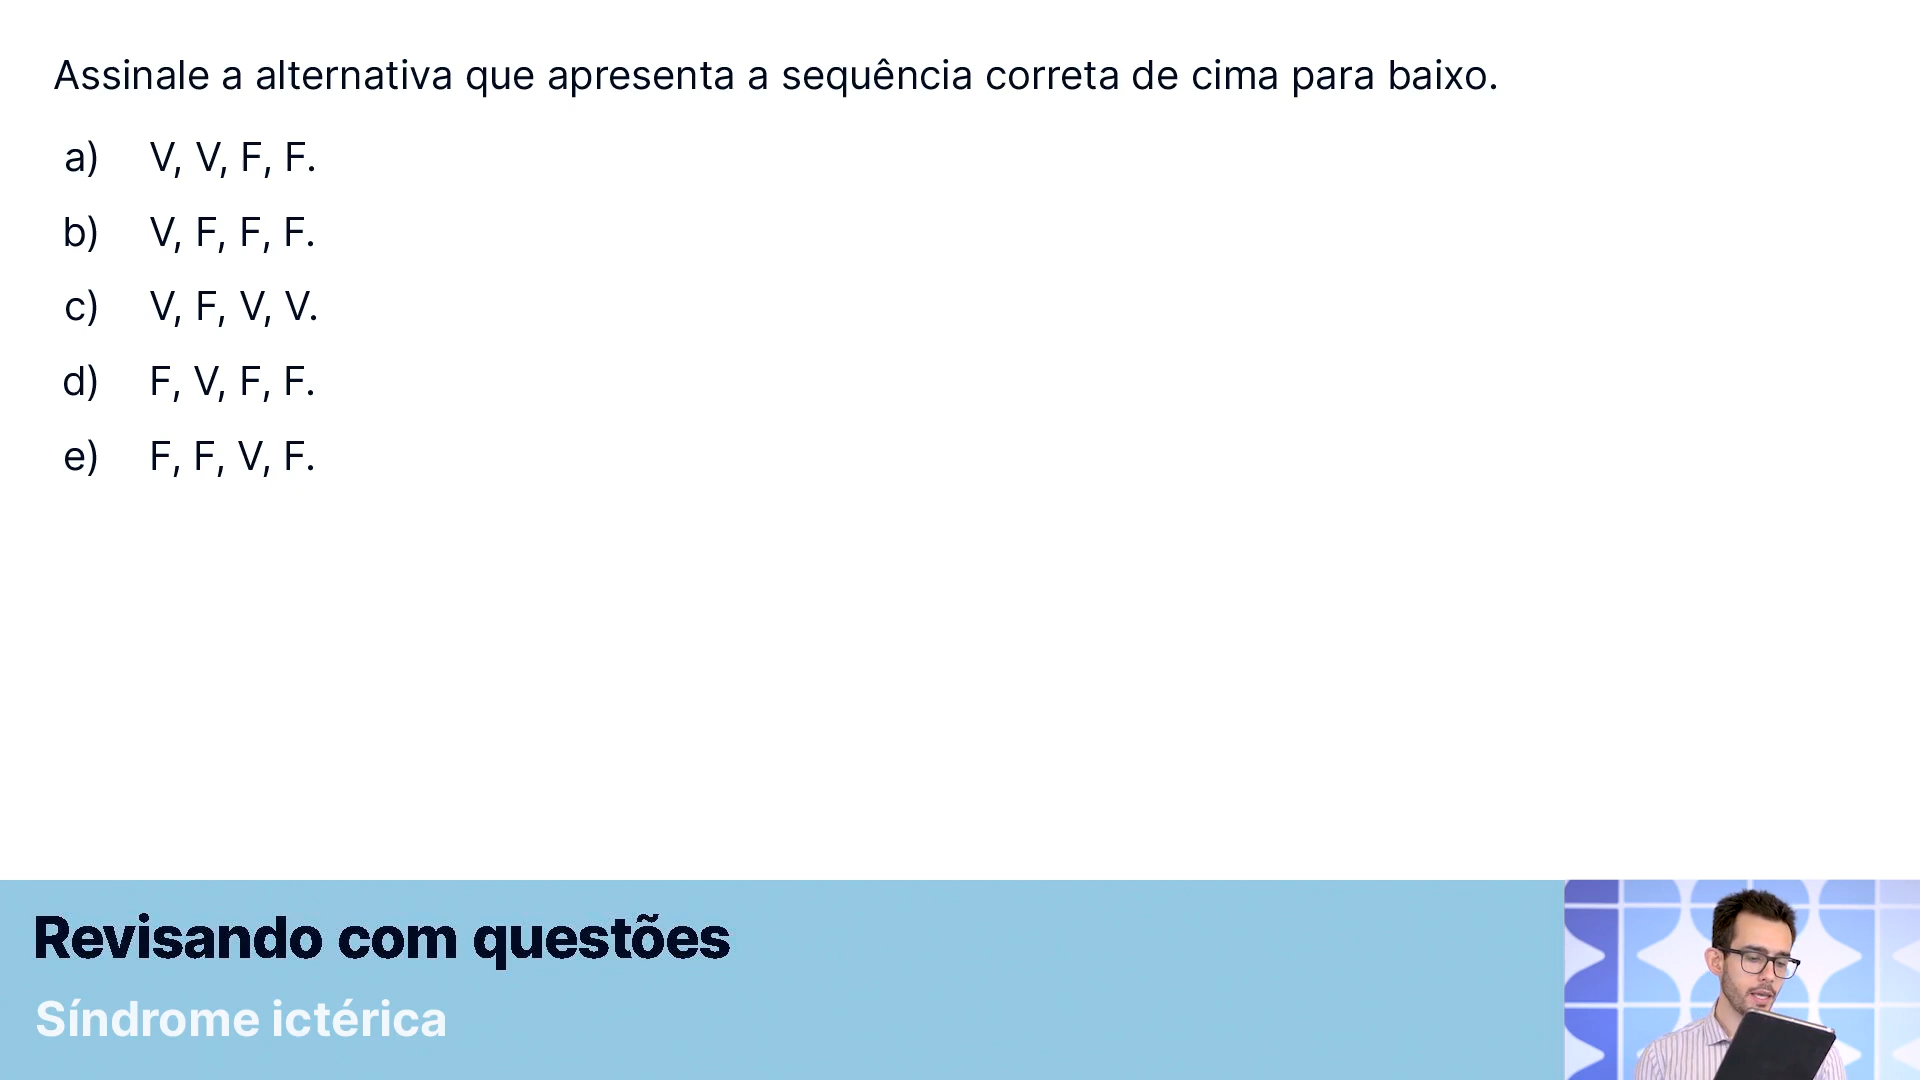 Assinale a alternativa que apresenta a sequência correta de cima para baixo.
a) V, V, F, F.
b) V, F, F, F.
c) V, F, V, V.
d) F, V, F, F.
e) F, F, V, F.
Revisando com questões
Síndrome ictérica